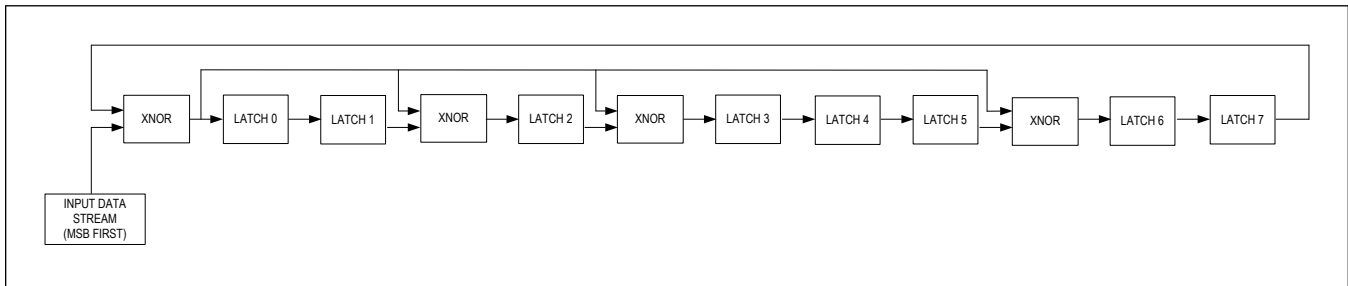 XNOR
LATCH 0
LATCH 1
XNOR
LATCH 2
XNOR
LATCH 3
LATCH 4
LATCH 5
XNOR
LATCH 6
LATCH 7
INPUT DATA
STREAM
(MSB FIRST)